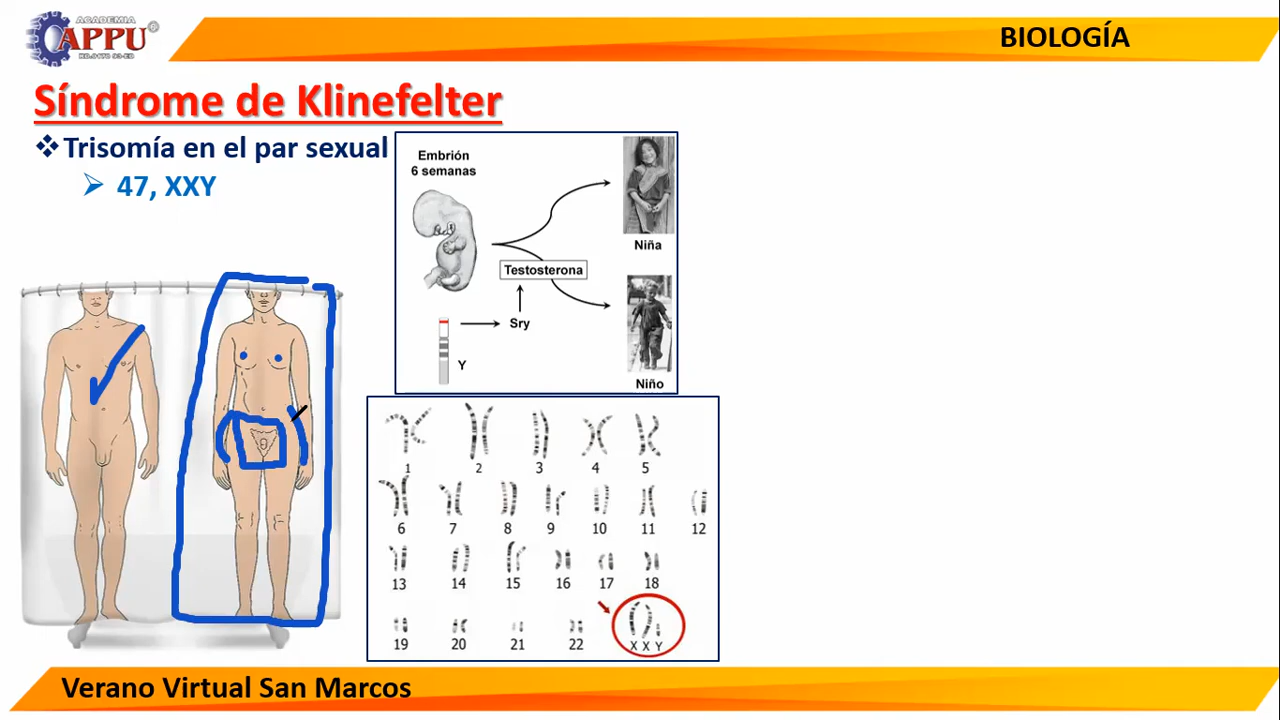 ACADEMIA
APPU
BIOLOGÍA
Síndrome de Klinefelter
Trisomía en el par sexual
47, XXY
Embrión
6 semanas
Niña
Testosterona
Sry
Y
Niño
1 2 3 4 5
6 7 8 9 10 11 12
13 14 15 16 17 18
19 20 21 22 X X Y
Verano Virtual San Marcos